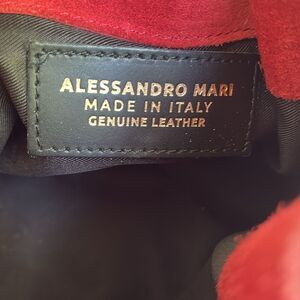 ALESSANDRO MARI
MADE IN ITALY
GENUINE LEATHER